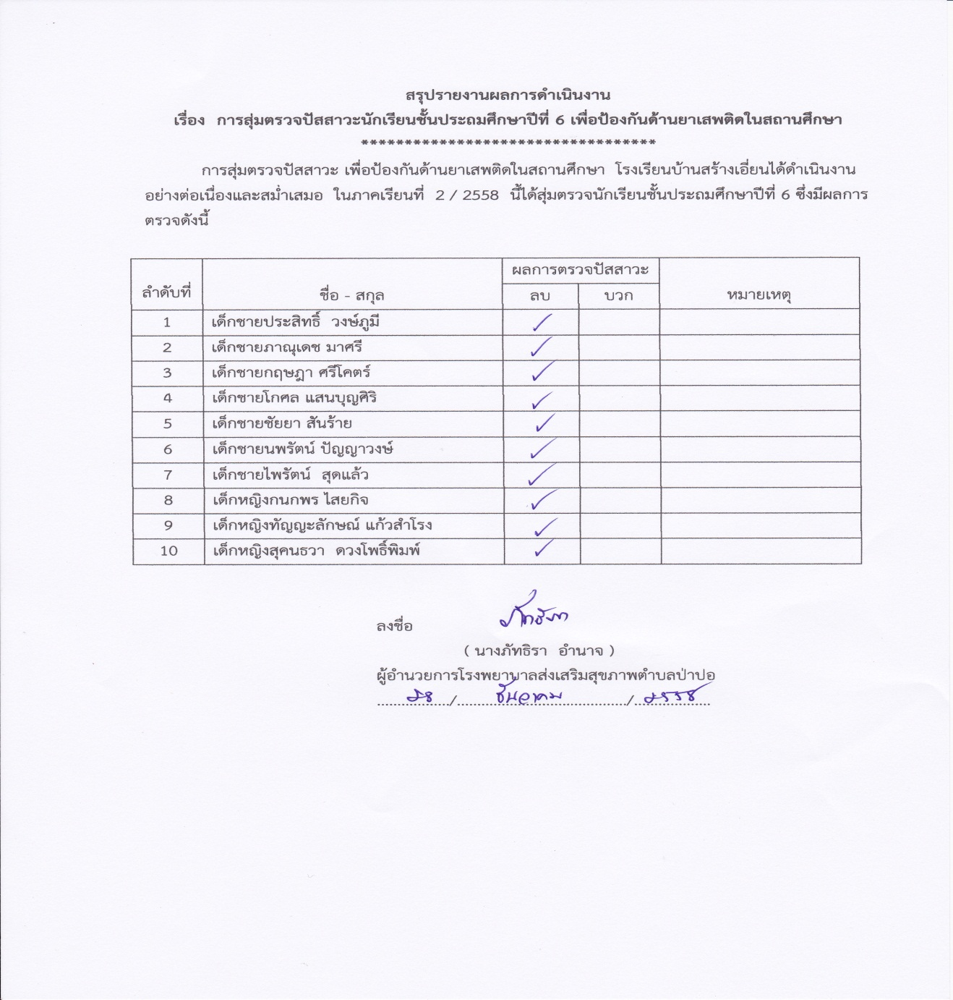 สรุปรายงานผลการดำเนินงาน
เรื่อง การสุ่มตรวจปัสสาวะนักเรียนชั้นประถมศึกษาปีที่ 6 เพื่อป้องกันด้านยาเสพติดในสถานศึกษา
**********************************
การสุ่มตรวจปัสสาวะ เพื่อป้องกันด้านยาเสพติดในสถานศึกษา โรงเรียนบ้านสร้างเอี่ยนได้ดำเนินงาน
อย่างต่อเนื่องและสม่ำเสมอ ในภาคเรียนที่ 2 / 2558 นี้ได้สุ่มตรวจนักเรียนชั้นประถมศึกษาปีที่ 6 ซึ่งมีผลการ
ตรวจดังนี้
ลำดับที่ ชื่อ - สกุล ผลการตรวจปัสสาวะ หมายเหตุ
ลบ บวก
1 เด็กชายประสิทธิ์ วงษ์ภูมี ✓
2 เด็กชายภาณุเดช มาศรี ✓
3 เด็กชายกฤษฎา ศรีโคตร์ ✓
4 เด็กชายโกศล แสนบุญศิริ ✓
5 เด็กชายชัยยา สันร้าย ✓
6 เด็กชายนพรัตน์ ปัญญาวงษ์ ✓
7 เด็กชายไพรัตน์ สุดแล้ว ✓
8 เด็กหญิงกนกพร ไสยกิจ ✓
9 เด็กหญิงทัญญะลักษณ์ แก้วสำโรง ✓
10 เด็กหญิงสุคนธวา ดวงโพธิ์พิมพ์ ✓
ลงชื่อ ภัทธิรา
( นางภัทธิรา อำนาจ )
ผู้อำนวยการโรงพยาบาลส่งเสริมสุขภาพตำบลป่าปอ
28 / ธันวาคม / 2558